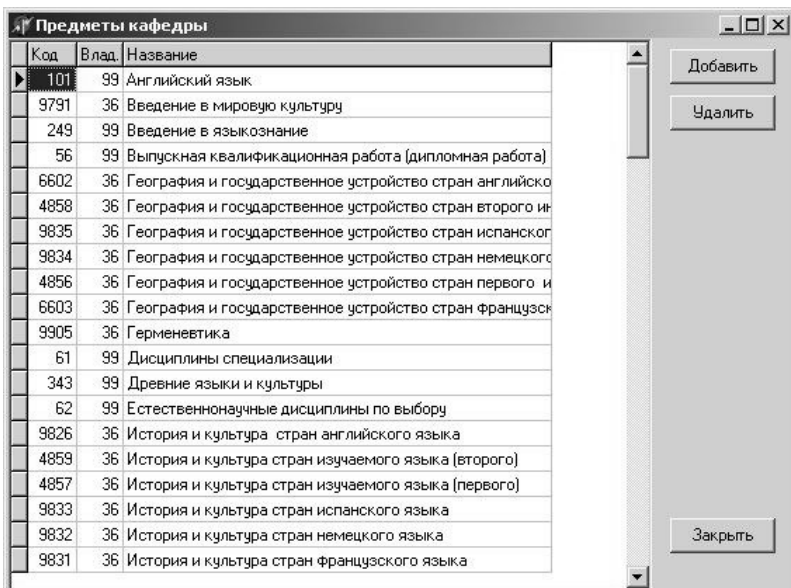 Предметы кафедры
Код Влад. Название
101 99 Английский язык
9791 36 Введение в мировую культуру
249 99 Введение в языкознание
56 99 Выпускная квалификационная работа (дипломная работа)
6602 36 География и государственное устройство стран английско
4858 36 География и государственное устройство стран второго ин
9835 36 География и государственное устройство стран испанског
9834 36 География и государственное устройство стран немецкого
4856 36 География и государственное устройство стран первого и
6603 36 География и государственное устройство стран французск
9905 36 Герменевтика
61 99 Дисциплины специализации
343 99 Древние языки и культуры
62 99 Естественнонаучные дисциплины по выбору
9826 36 История и культура стран английского языка
4859 36 История и культура стран изучаемого языка (второго)
4857 36 История и культура стран изучаемого языка (первого)
9833 36 История и культура стран испанского языка
9832 36 История и культура стран немецкого языка
9831 36 История и культура стран французского языка
Добавить
Удалить
Закрыть